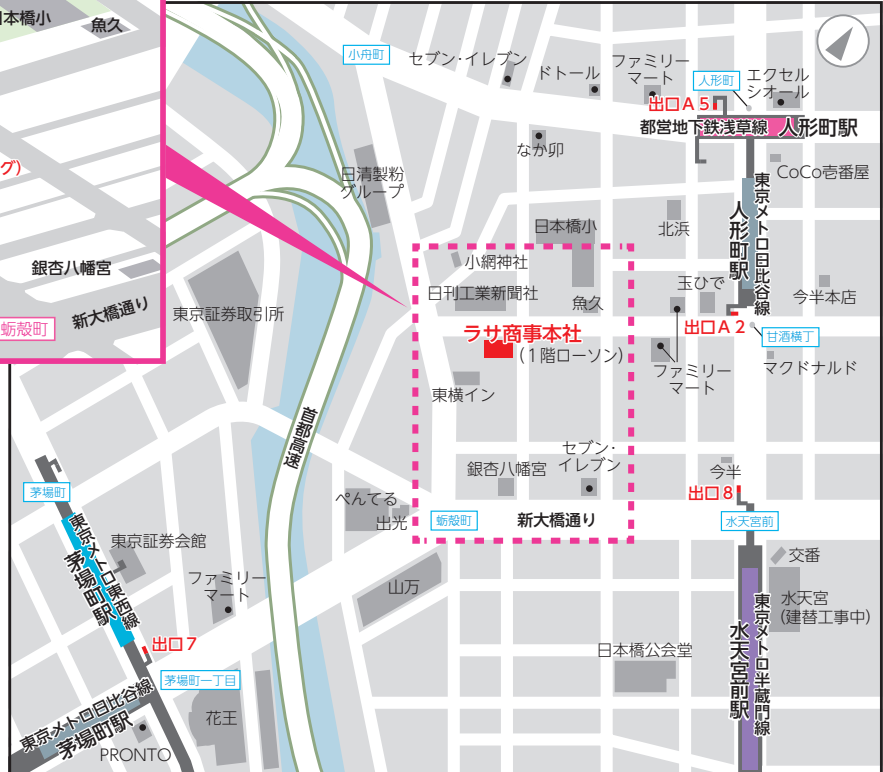 日本橋小
魚久
グ)
銀杏八幡宮
新大橋通り
蛎殻町
小舟町
セブン・イレブン
ドトール
ファミリー
マート
人形町
エクセル
シオール
出口A5
都営地下鉄浅草線 人形町駅
なか卯
CoCo壱番屋
日清製粉
グループ
東京メトロ日比谷線
人形町駅
日本橋小
北浜
小網神社
日刊工業新聞社
魚久
玉ひで
今半本店
東京証券取引所
出口A2
甘酒横丁
ラサ商事本社
(1階ローソン)
ファミリー
マート
マクドナルド
東横イン
首都高速
銀杏八幡宮
セブン・
イレブン
今半
出口8
ぺんてる
出光
蛎殻町
新大橋通り
水天宮前
茅場町
東京メトロ東西線
茅場町駅
東京証券会館
ファミリー
マート
山万
交番
水天宮
(建替工事中)
東京メトロ半蔵門線
水天宮前駅
出口7
日本橋公会堂
茅場町一丁目
東京メトロ日比谷線
茅場町駅
花王
PRONTO